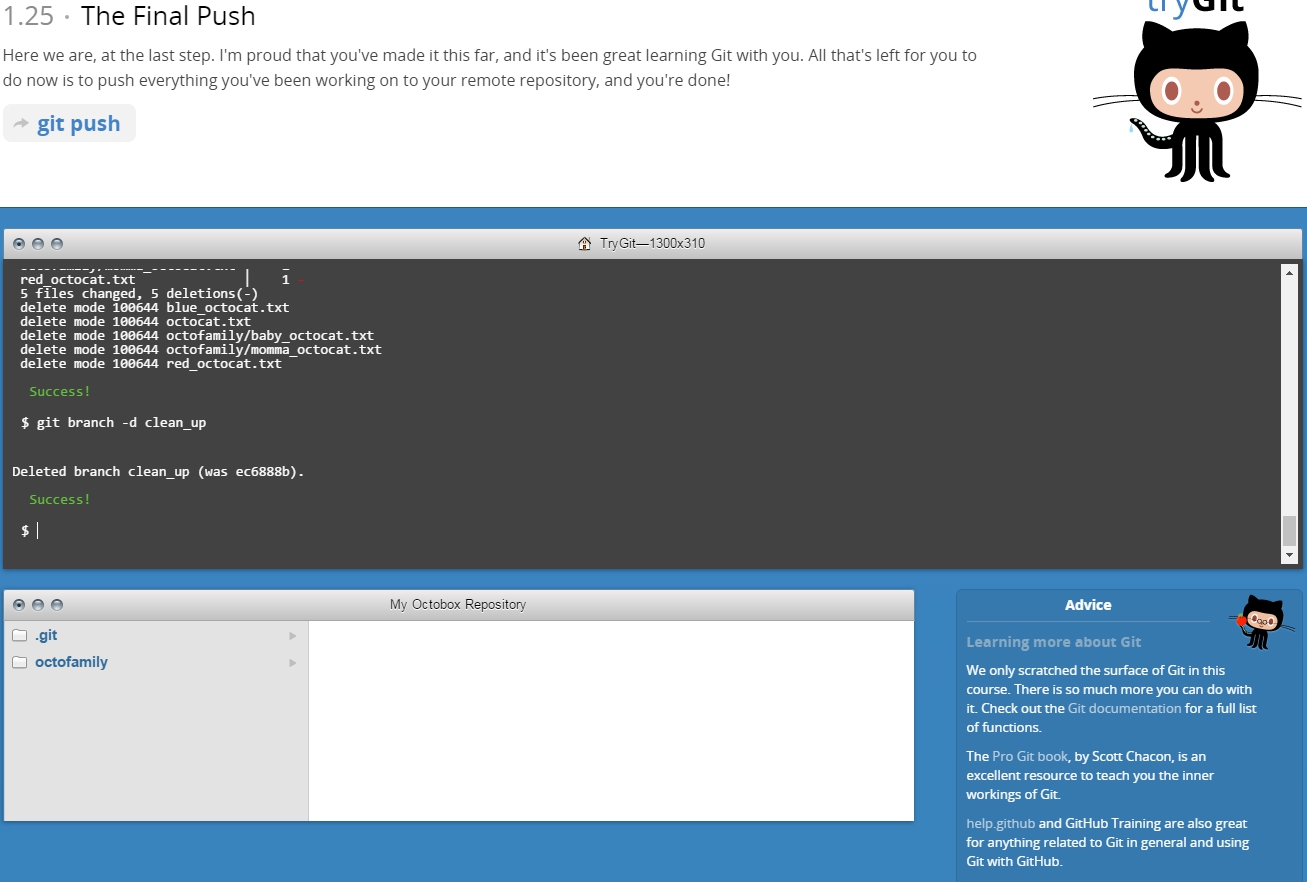 tryGit
1.25 · The Final Push
Here we are, at the last step. I'm proud that you've made it this far, and it's been great learning Git with you. All that's left for you to
do now is to push everything you've been working on to your remote repository, and you're done!
git push
TryGit—1300x310
red_octocat.txt | 1 -
5 files changed, 5 deletions(-)
delete mode 100644 blue_octocat.txt
delete mode 100644 octocat.txt
delete mode 100644 octofamily/baby_octocat.txt
delete mode 100644 octofamily/momma_octocat.txt
delete mode 100644 red_octocat.txt
Success!
$ git branch -d clean_up
Deleted branch clean_up (was ec6888b).
Success!
$
My Octobox Repository
.git
octofamily
Advice
Learning more about Git
We only scratched the surface of Git in this
course. There is so much more you can do with
it. Check out the Git documentation for a full list
of functions.
The Pro Git book, by Scott Chacon, is an
excellent resource to teach you the inner
workings of Git.
help.github and GitHub Training are also great
for anything related to Git in general and using
Git with GitHub.